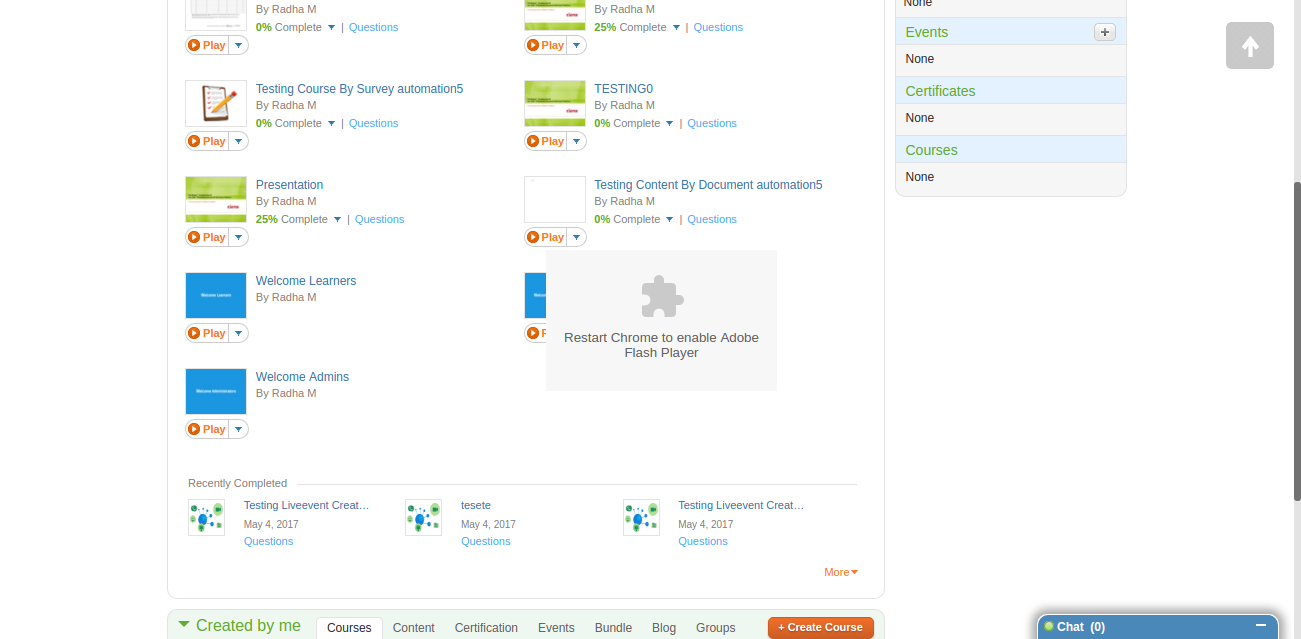 By Radha M
0% Complete | Questions
Play
By Radha M
25% Complete | Questions
Play
Testing Course By Survey automation5
By Radha M
0% Complete | Questions
Play
TESTING0
By Radha M
0% Complete | Questions
Play
Presentation
By Radha M
25% Complete | Questions
Play
Testing Content By Document automation5
By Radha M
0% Complete | Questions
Play
Welcome Learners
Welcome Learners
By Radha M
Play
Restart Chrome to enable Adobe
Flash Player
Welcome Admins
By Radha M
Play
Recently Completed
Testing Liveevent Creat…
May 4, 2017
Questions
tesete
May 4, 2017
Questions
Testing Liveevent Creat…
May 4, 2017
Questions
More
Created by me
Courses
Content
Certification
Events
Bundle
Blog
Groups
+ Create Course
None
Events
+
None
Certificates
None
Courses
None
Chat (0)